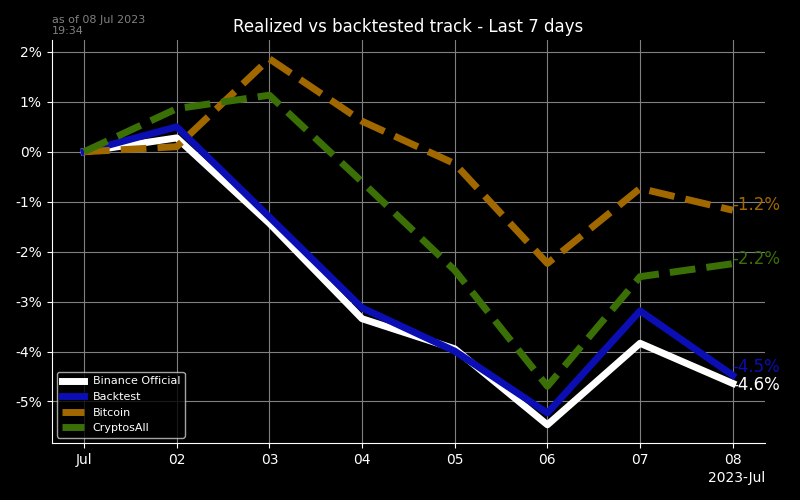 as of 08 Jul 2023
19:34
Realized vs backtested track - Last 7 days
2%
1%
0%
-1%
-2%
-3%
-4%
-5%
-1.2%
-2.2%
-4.5%
-4.6%
Binance Official
Backtest
Bitcoin
CryptosAll
Jul 02 03 04 05 06 07 08
2023-Jul